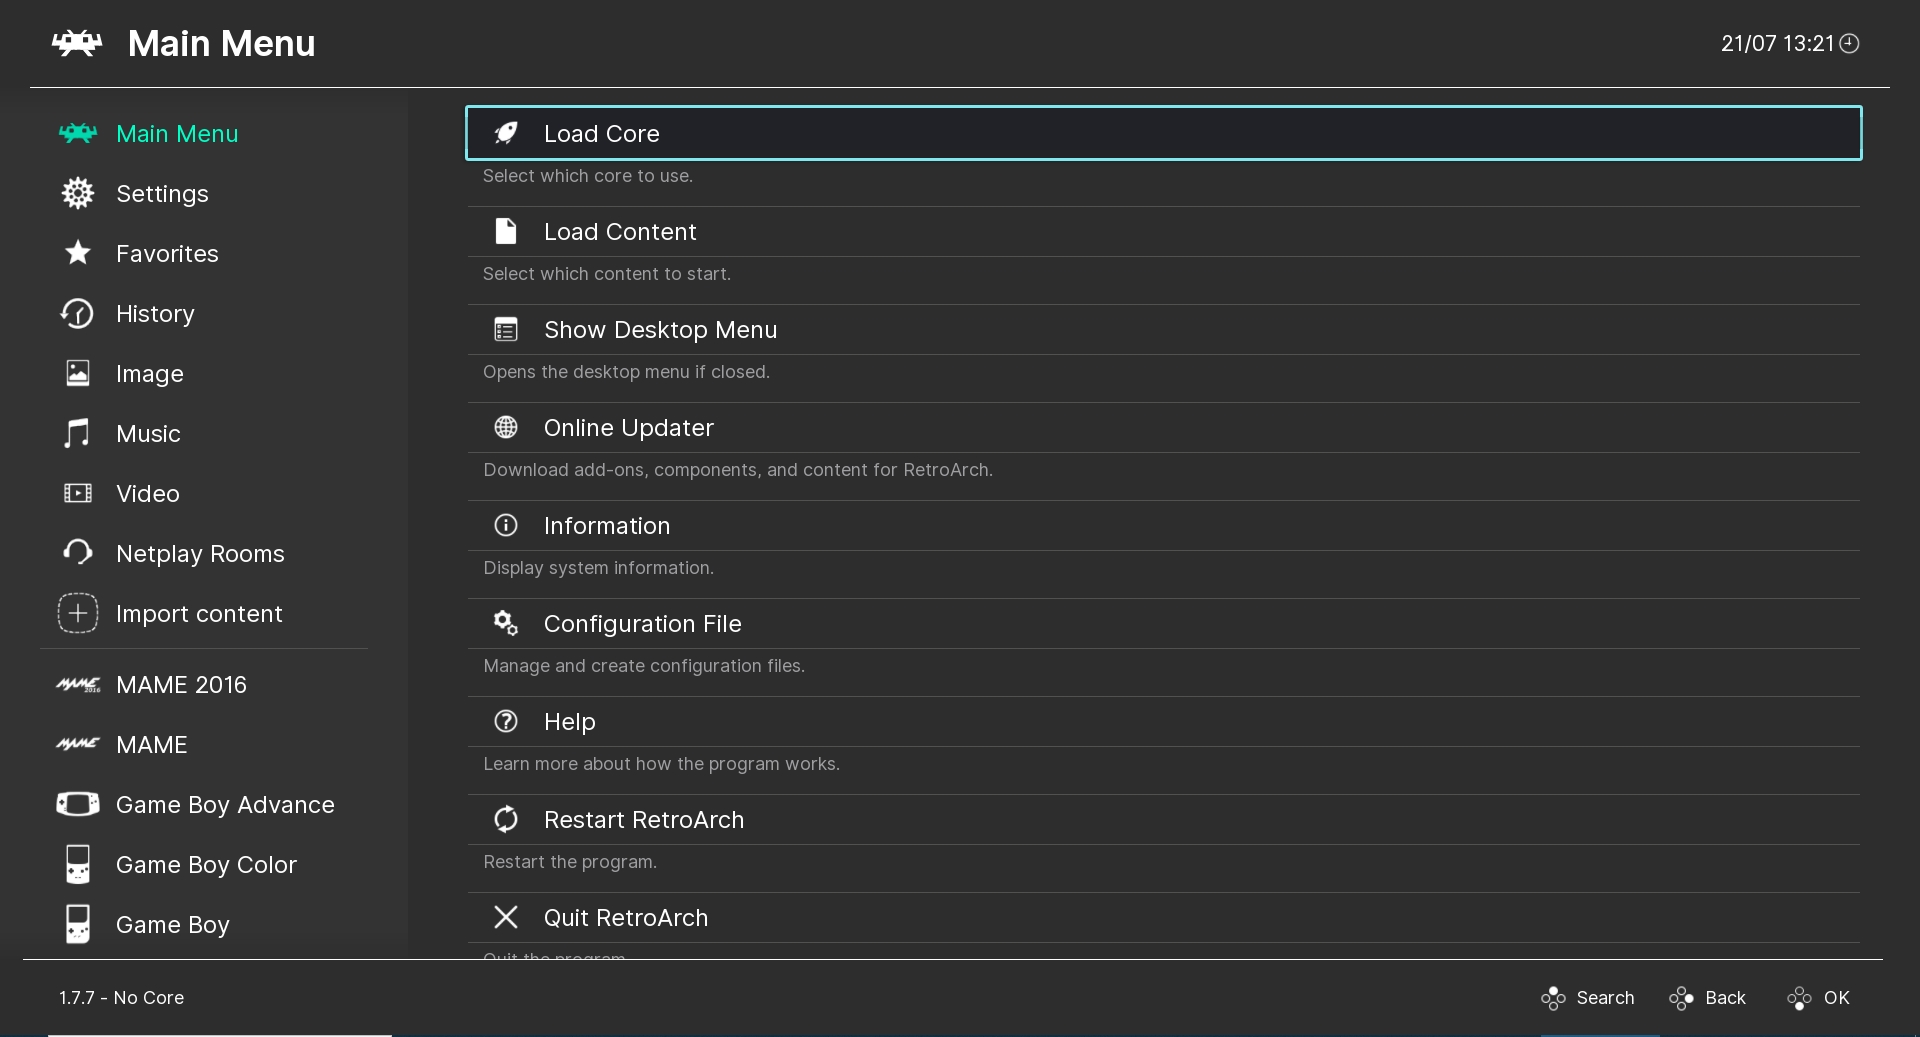 Main Menu
21/07 13:21
Main Menu
Settings
Favorites
History
Image
Music
Video
Netplay Rooms
Import content
MAME 2016
MAME
Game Boy Advance
Game Boy Color
Game Boy
Load Core
Select which core to use.
Load Content
Select which content to start.
Show Desktop Menu
Opens the desktop menu if closed.
Online Updater
Download add-ons, components, and content for RetroArch.
Information
Display system information.
Configuration File
Manage and create configuration files.
Help
Learn more about how the program works.
Restart RetroArch
Restart the program.
Quit RetroArch
Quit the program.
1.7.7 - No Core
Search
Back
OK